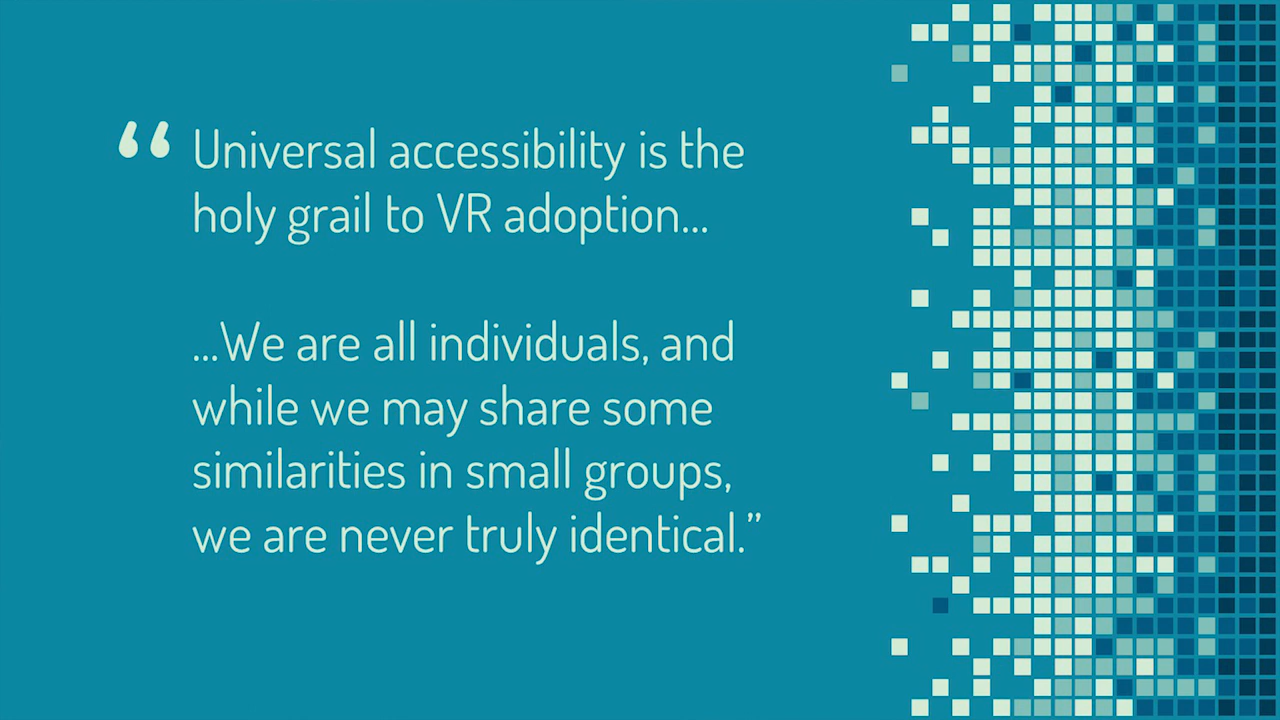 “Universal accessibility is the
holy grail to VR adoption...
...We are all individuals, and
while we may share some
similarities in small groups,
we are never truly identical.”